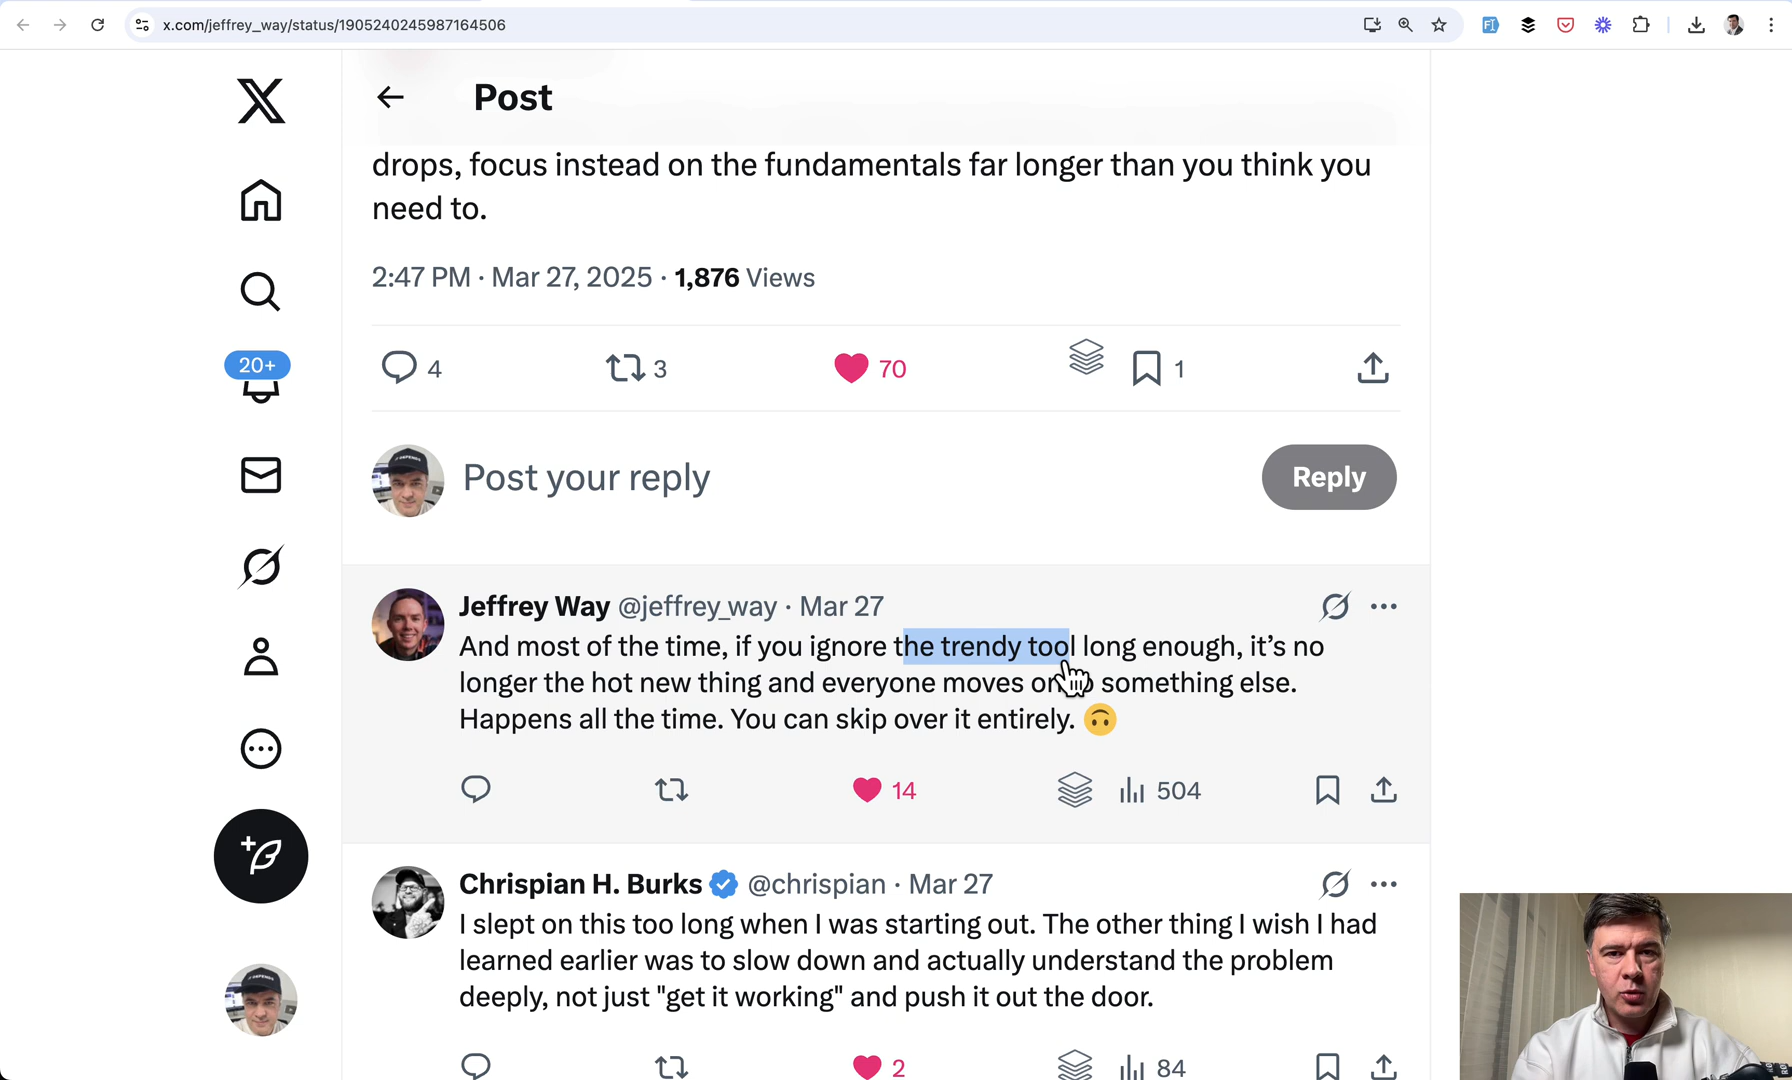 x.com/jeffrey_way/status/1905240245987164506
Post
drops, focus instead on the fundamentals far longer than you think you
need to.
2:47 PM · Mar 27, 2025 · 1,876 Views
4
3
70
1
20+
Post your reply
Reply
Jeffrey Way @jeffrey_way · Mar 27
And most of the time, if you ignore the trendy tool long enough, it’s no
longer the hot new thing and everyone moves on to something else.
Happens all the time. You can skip over it entirely. 🙃
14
504
Chrispian H. Burks @chrispian · Mar 27
I slept on this too long when I was starting out. The other thing I wish I had
learned earlier was to slow down and actually understand the problem
deeply, not just "get it working" and push it out the door.
2
84